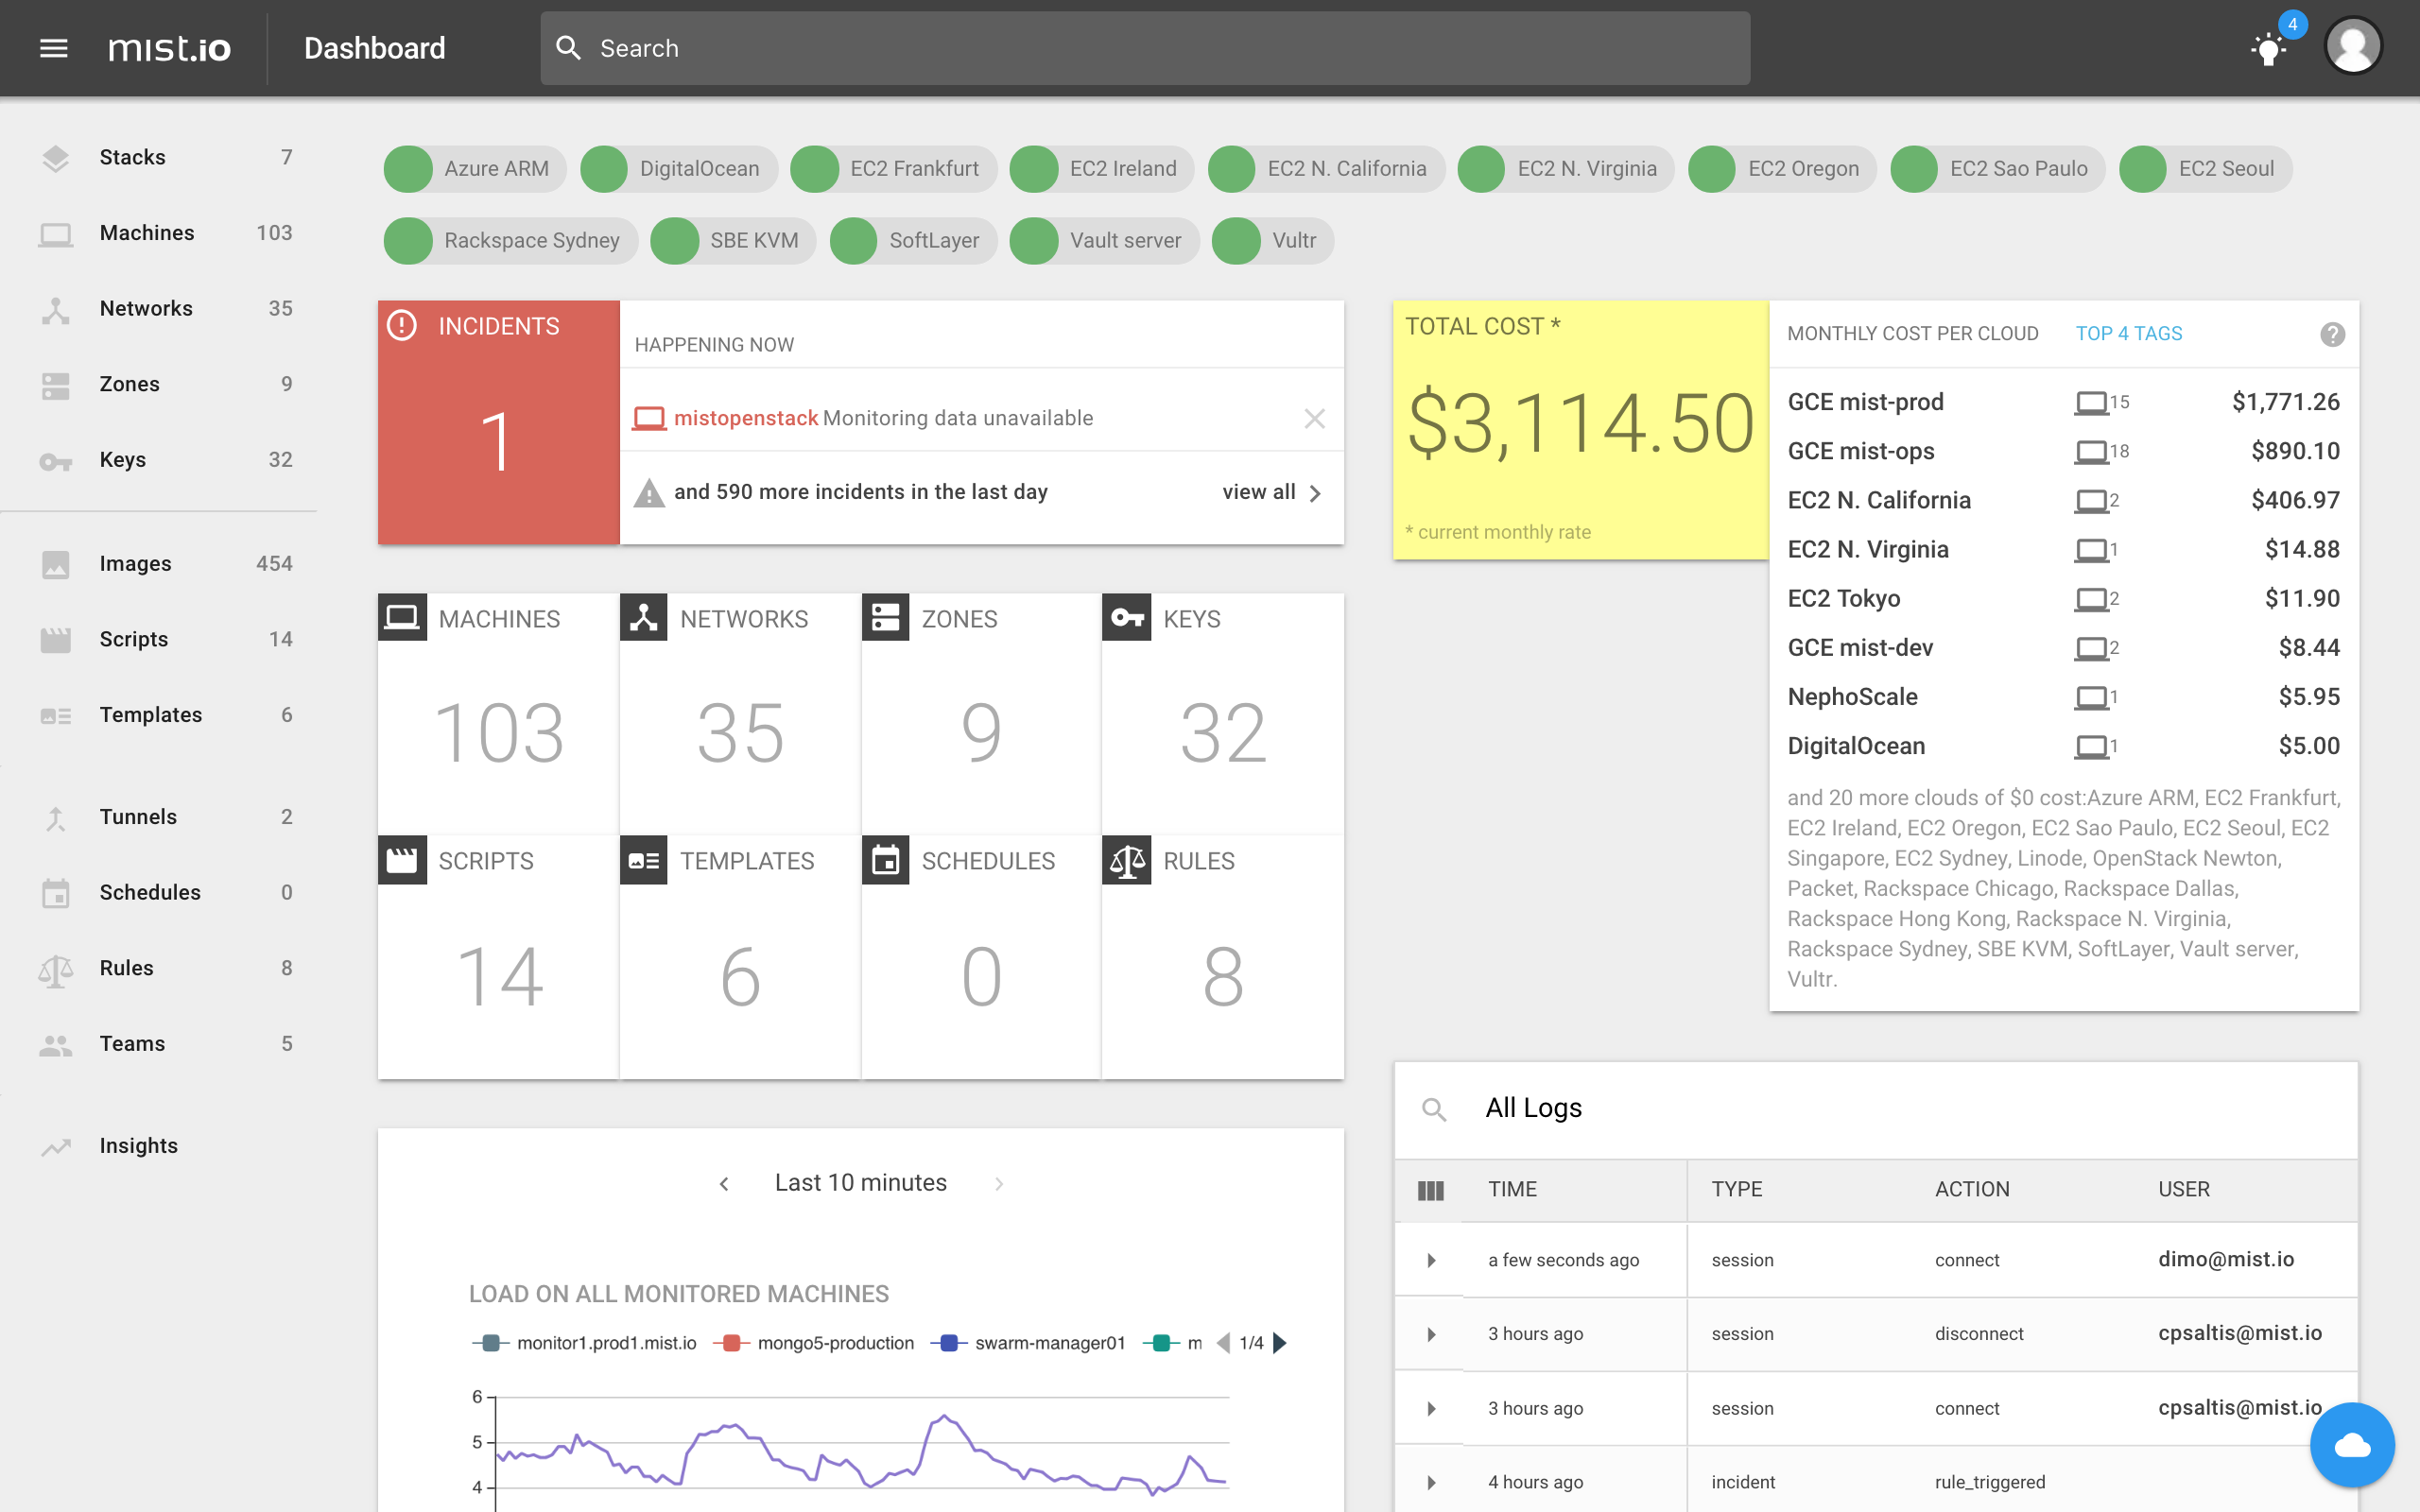 mist.io
Dashboard
Search
4
Stacks 7
Machines 103
Networks 35
Zones 9
Keys 32
Images 454
Scripts 14
Templates 6
Tunnels 2
Schedules 0
Rules 8
Teams 5
Insights
Azure ARM DigitalOcean EC2 Frankfurt EC2 Ireland EC2 N. California EC2 N. Virginia EC2 Oregon EC2 Sao Paulo EC2 Seoul
Rackspace Sydney SBE KVM SoftLayer Vault server Vultr
INCIDENTS
1
HAPPENING NOW
mistopenstack Monitoring data unavailable
and 590 more incidents in the last day view all
TOTAL COST *
$3,114.50
* current monthly rate
MONTHLY COST PER CLOUD TOP 4 TAGS ?
GCE mist-prod 15 $1,771.26
GCE mist-ops 18 $890.10
EC2 N. California 2 $406.97
EC2 N. Virginia 1 $14.88
EC2 Tokyo 2 $11.90
GCE mist-dev 2 $8.44
NephoScale 1 $5.95
DigitalOcean 1 $5.00
and 20 more clouds of $0 cost:Azure ARM, EC2 Frankfurt,
EC2 Ireland, EC2 Oregon, EC2 Sao Paulo, EC2 Seoul, EC2
Singapore, EC2 Sydney, Linode, OpenStack Newton,
Packet, Rackspace Chicago, Rackspace Dallas,
Rackspace Hong Kong, Rackspace N. Virginia,
Rackspace Sydney, SBE KVM, SoftLayer, Vault server,
Vultr.
MACHINES NETWORKS ZONES KEYS
103 35 9 32
SCRIPTS TEMPLATES SCHEDULES RULES
14 6 0 8
Last 10 minutes
LOAD ON ALL MONITORED MACHINES
monitor1.prod1.mist.io mongo5-production swarm-manager01 m 1/4
6
5
4
All Logs
TIME TYPE ACTION USER
a few seconds ago session connect dimo@mist.io
3 hours ago session disconnect cpsaltis@mist.io
3 hours ago session connect cpsaltis@mist.io
4 hours ago incident rule_triggered